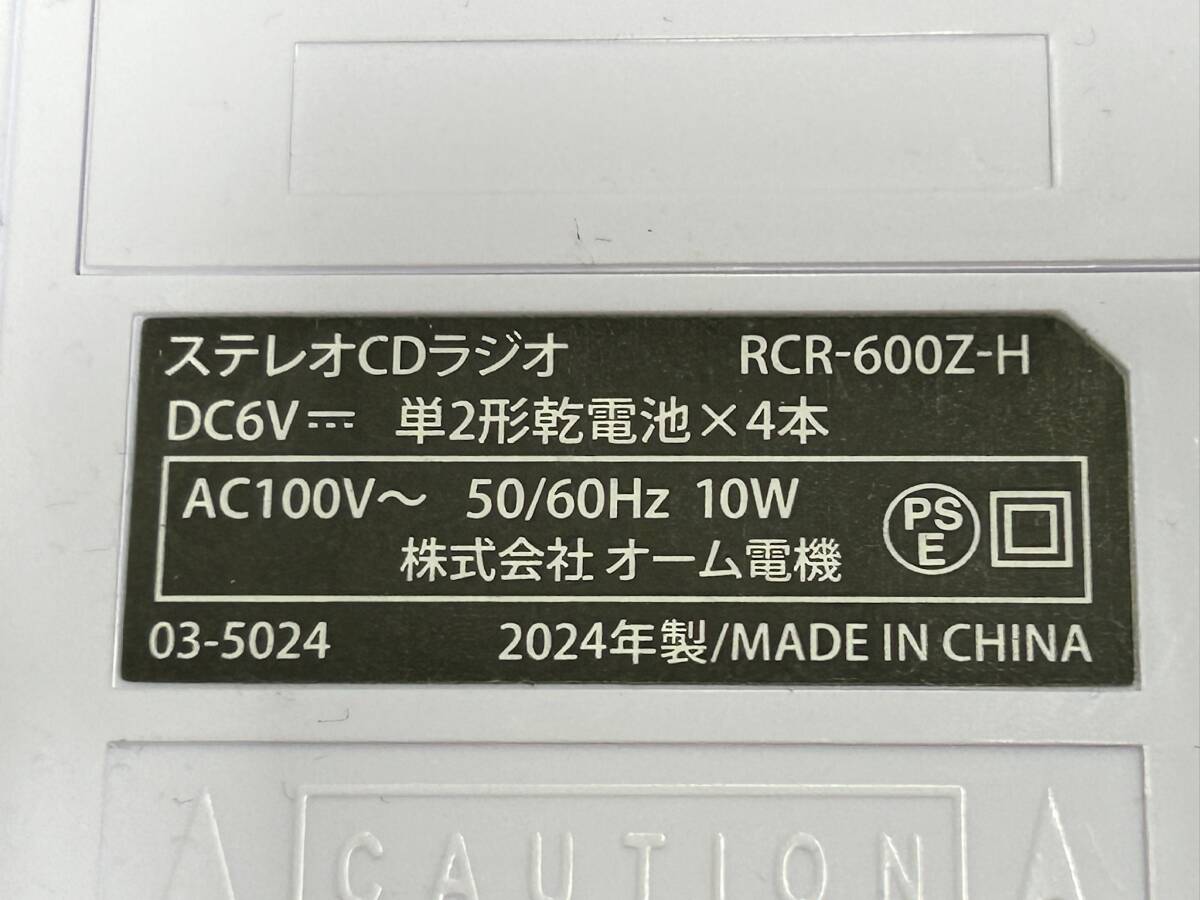 ステレオCDラジオ RCR-600Z-H
DC6V⎓ 単2形乾電池×4本
AC100V～ 50/60Hz 10W
PS
E
株式会社 オーム電機
03-5024 2024年製/MADE IN CHINA
CAUTION